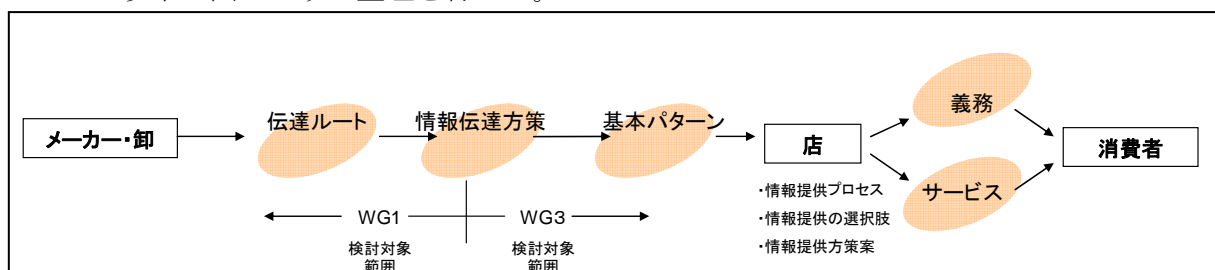 メーカー・卸
伝達ルート
情報伝達方策
基本パターン
店
義務
サービス
消費者
・情報提供プロセス
・情報提供の選択肢
・情報提供方策案
WG1
検討対象
範囲
WG3
検討対象
範囲